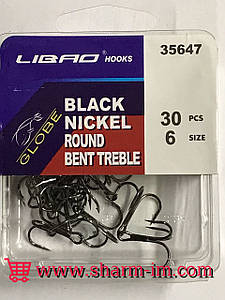 LIBAO HOOKS 35647
GLOBE
BLACK
NICKEL
ROUND
BENT TREBLE
30 PCS
6 SIZE
www.sharm-im.com